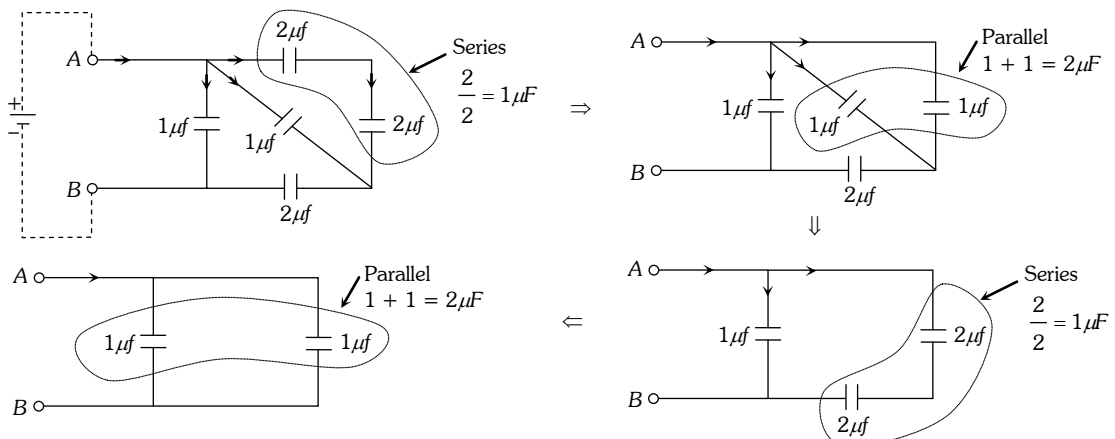 2μf
Series
2/2 = 1μF
A
+
−
1μf
1μf
2μf
B
2μf
⇒
A
Parallel
1 + 1 = 2μF
1μf
1μf
1μf
B
2μf
⇓
A
Parallel
1 + 1 = 2μF
1μf
1μf
B
⇐
A
Series
2/2 = 1μF
1μf
2μf
B
2μf